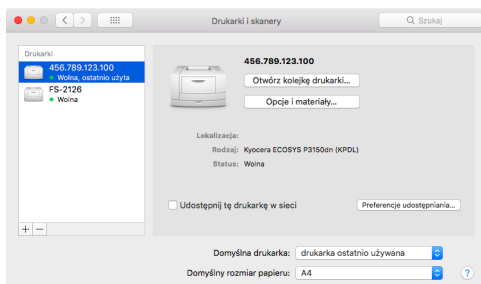 Drukarki i skanery
Szukaj
Drukarki
456.789.123.100
Wolna, ostatnio użyta
FS-2126
Wolna
456.789.123.100
Otwórz kolejkę drukarki...
Opcje i materiały...
Lokalizacja:
Rodzaj: Kyocera ECOSYS P3150dn (KPDL)
Status: Wolna
Udostępnij tę drukarkę w sieci
Preferencje udostępniania...
+ −
Domyślna drukarka: drukarka ostatnio używana
Domyślny rozmiar papieru: A4
?